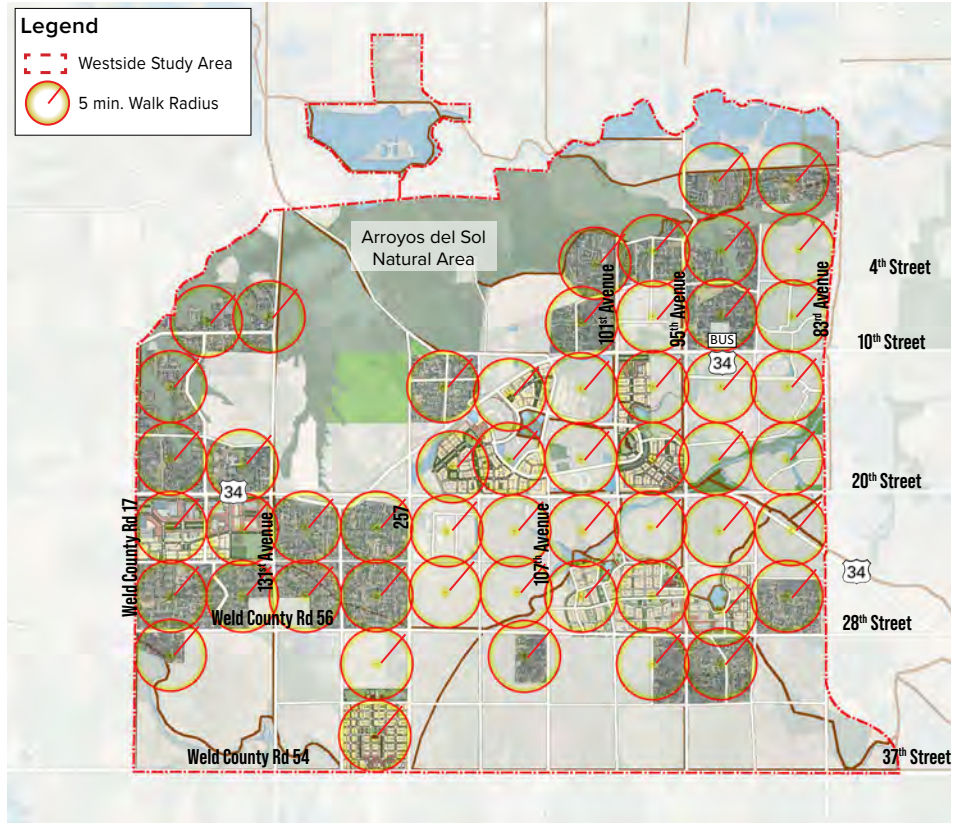 Legend
Westside Study Area
5 min. Walk Radius
Arroyos del Sol
Natural Area
4th Street
101st Avenue
95th Avenue
83rd Avenue
BUS
34
10th Street
20th Street
34
Weld County Rd 17
131st Avenue
257
107th Avenue
34
Weld County Rd 56
28th Street
Weld County Rd 54
37th Street